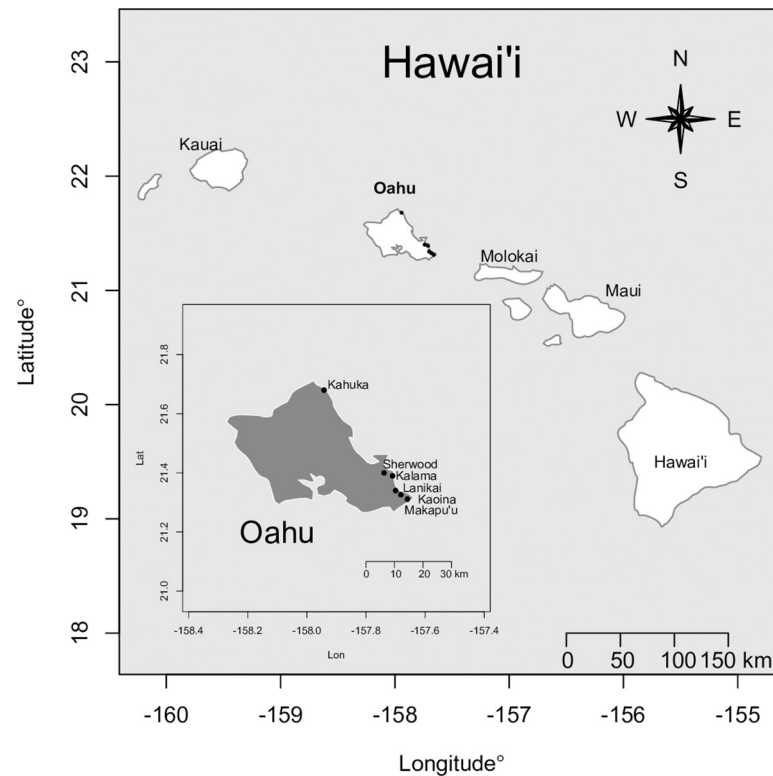 Hawai'i
N
W E
S
Kauai
Oahu
Molokai
Maui
Hawai'i
Kahuka
Sherwood
Kalama
Lanikai
Kaoina
Makapu'u
Oahu
0 10 20 30 km
21.8
21.6
21.4
21.2
21.0
Lat
-158.4 -158.2 -158.0 -157.8 -157.6 -157.4
Lon
0 50 100 150 km
23
22
21
20
19
18
Latitude°
-160 -159 -158 -157 -156 -155
Longitude°